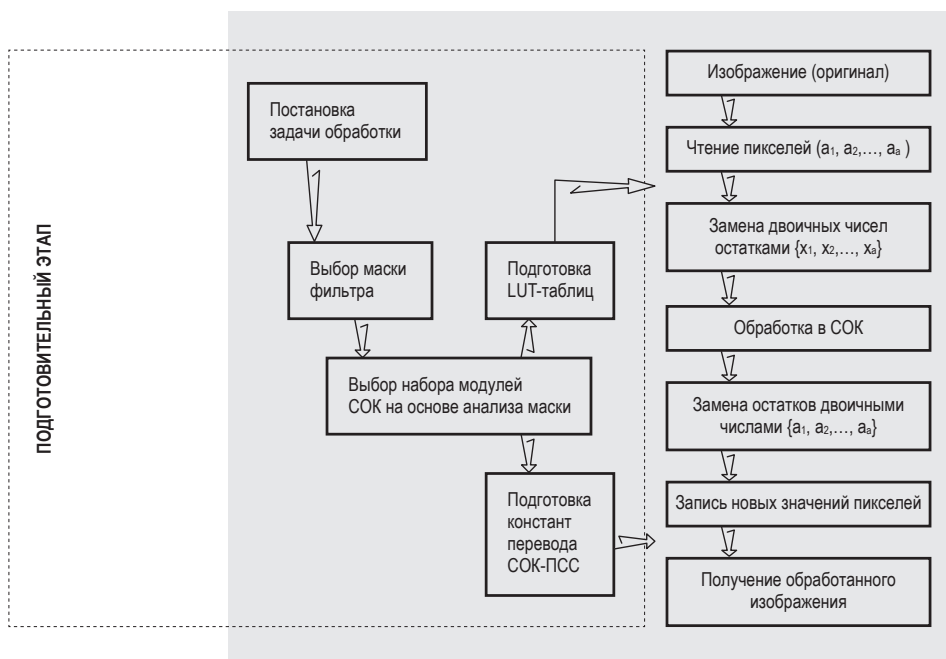 ПОДГОТОВИТЕЛЬНЫЙ ЭТАП
Постановка
задачи обработки
Выбор маски
фильтра
Подготовка
LUT-таблиц
Выбор набора модулей
СОК на основе анализа маски
Подготовка
констант
перевода
СОК-ПСС
Изображение (оригинал)
Чтение пикселей (a₁, a₂,…, aₐ )
Замена двоичных чисел
остатками {x₁, x₂,…, xₐ}
Обработка в СОК
Замена остатков двоичными
числами {a₁, a₂,…, aₐ}
Запись новых значений пикселей
Получение обработанного
изображения